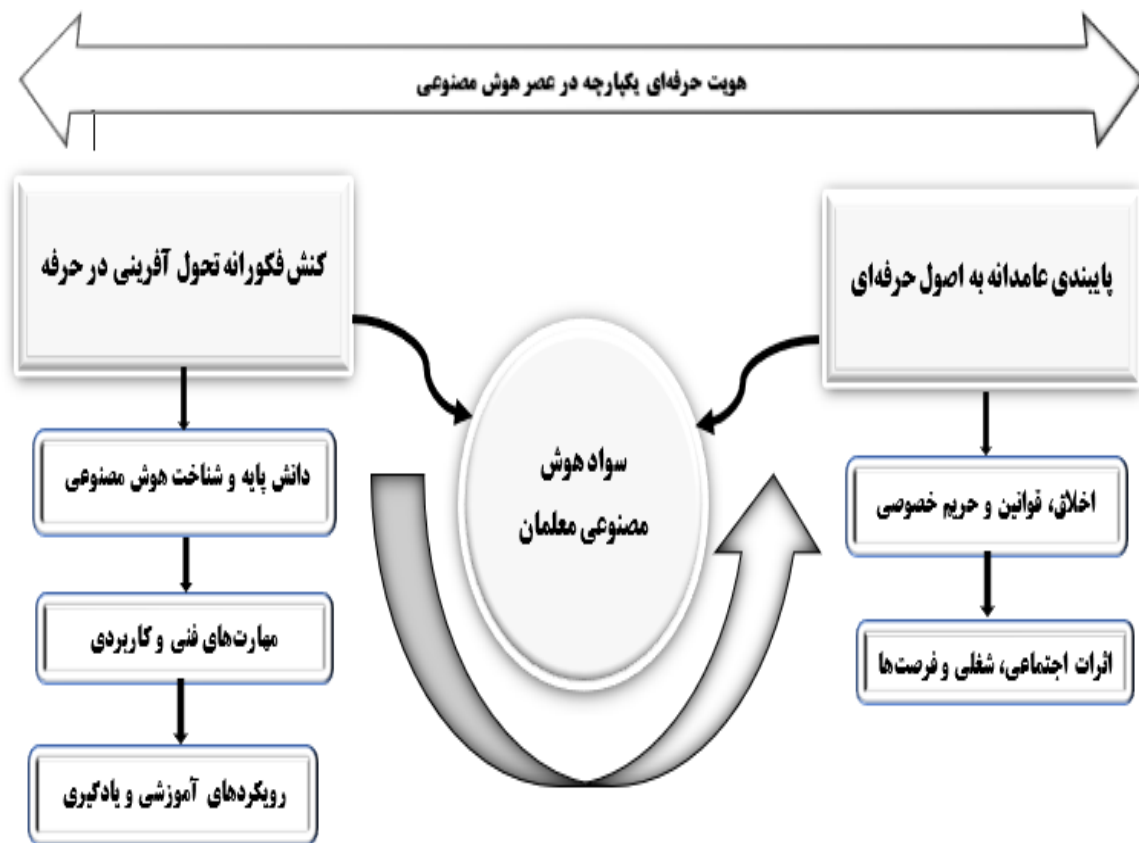 هویت حرفه‌ای یکپارچه در عصر هوش مصنوعی
پایبندی عامدانه به اصول حرفه‌ای
کنش فکورانه تحول آفرینی در حرفه
سواد هوش
مصنوعی معلمان
اخلاق، قوانین و حریم خصوصی
اثرات اجتماعی، شغلی و فرصت‌ها
دانش پایه و شناخت هوش مصنوعی
مهارت‌های فنی و کاربردی
رویکردهای آموزشی و یادگیری